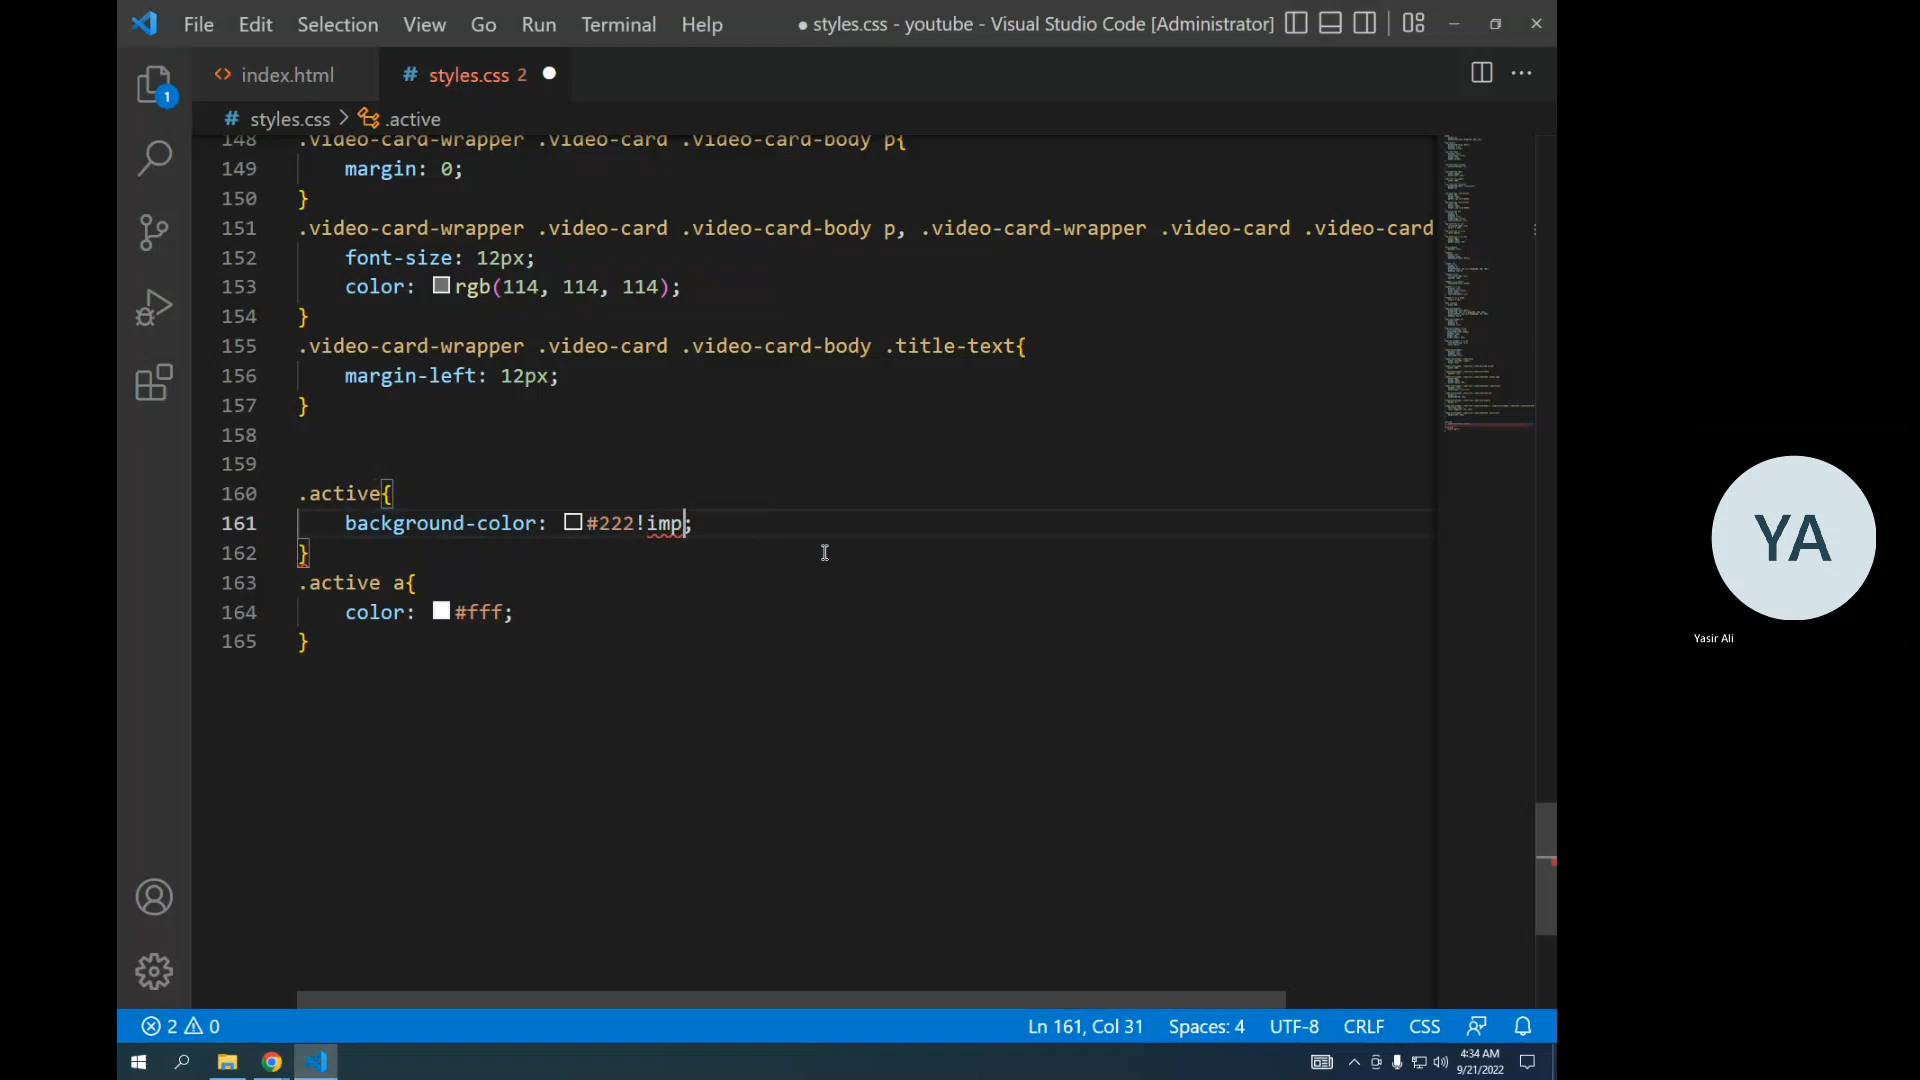 File Edit Selection View Go Run Terminal Help ● styles.css - youtube - Visual Studio Code [Administrator]
index.html # styles.css 2
1
# styles.css > .active
148 .video-card-wrapper .video-card .video-card-body p{
149 margin: 0;
150 }
151 .video-card-wrapper .video-card .video-card-body p, .video-card-wrapper .video-card .video-card
152 font-size: 12px;
153 color: rgb(114, 114, 114);
154 }
155 .video-card-wrapper .video-card .video-card-body .title-text{
156 margin-left: 12px;
157 }
158
159
160 .active{
161 background-color: #222!imp;
162 }
163 .active a{
164 color: #fff;
165 }
YA
Yasir Ali
2 0 Ln 161, Col 31 Spaces: 4 UTF-8 CRLF CSS
4:34 AM
9/21/2022